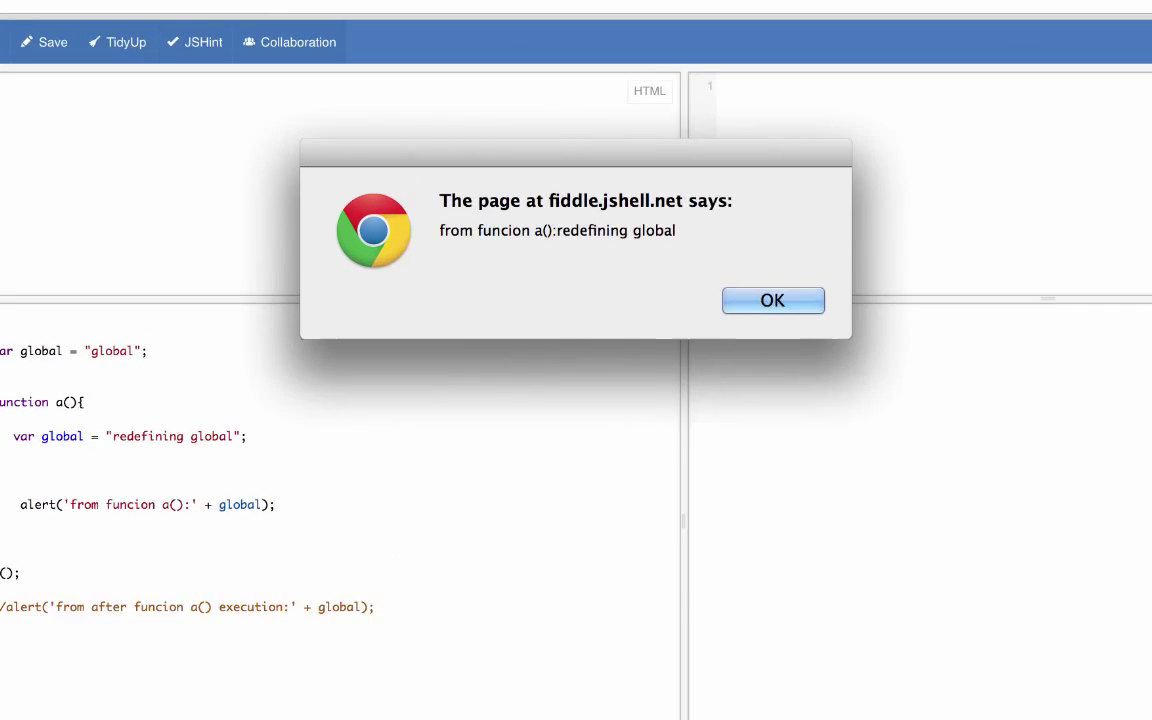 Save TidyUp JSHint Collaboration
HTML
1
The page at fiddle.jshell.net says:
from funcion a():redefining global
OK
ar global = "global";
unction a(){
var global = "redefining global";
alert('from funcion a():' + global);
();
/alert('from after funcion a() execution:' + global);